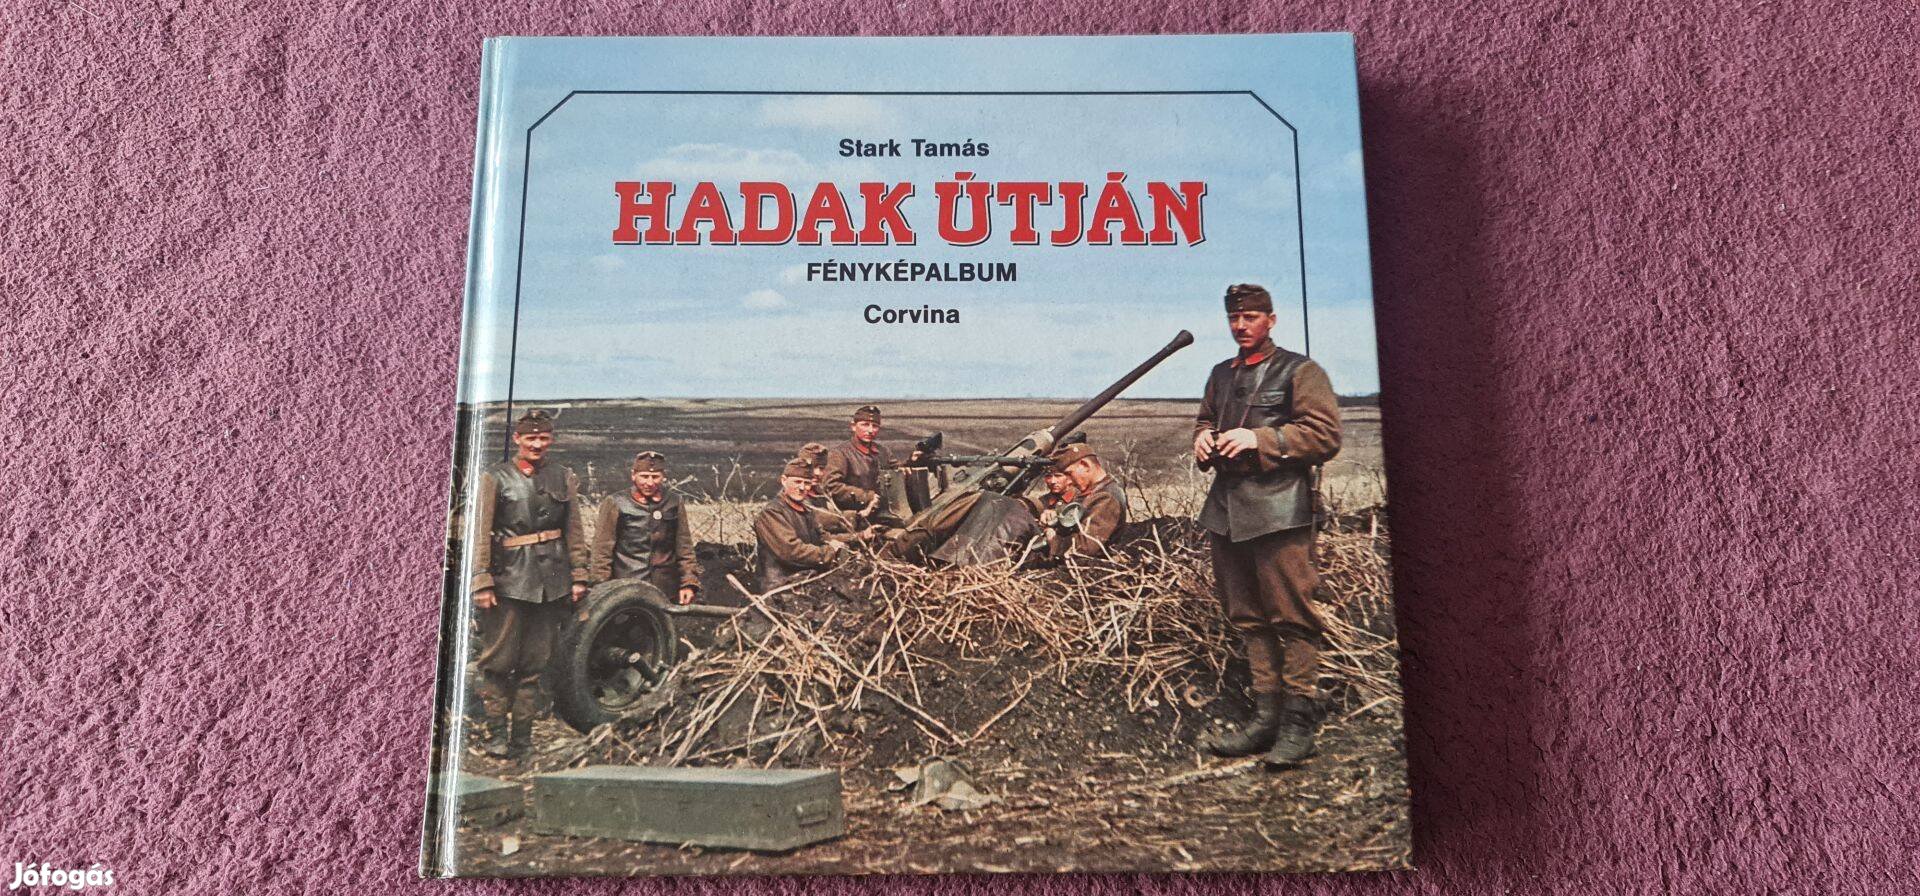 Stark Tamás
HADAK ÚTJÁN
FÉNYKÉPALBUM
Corvina
Jófogás